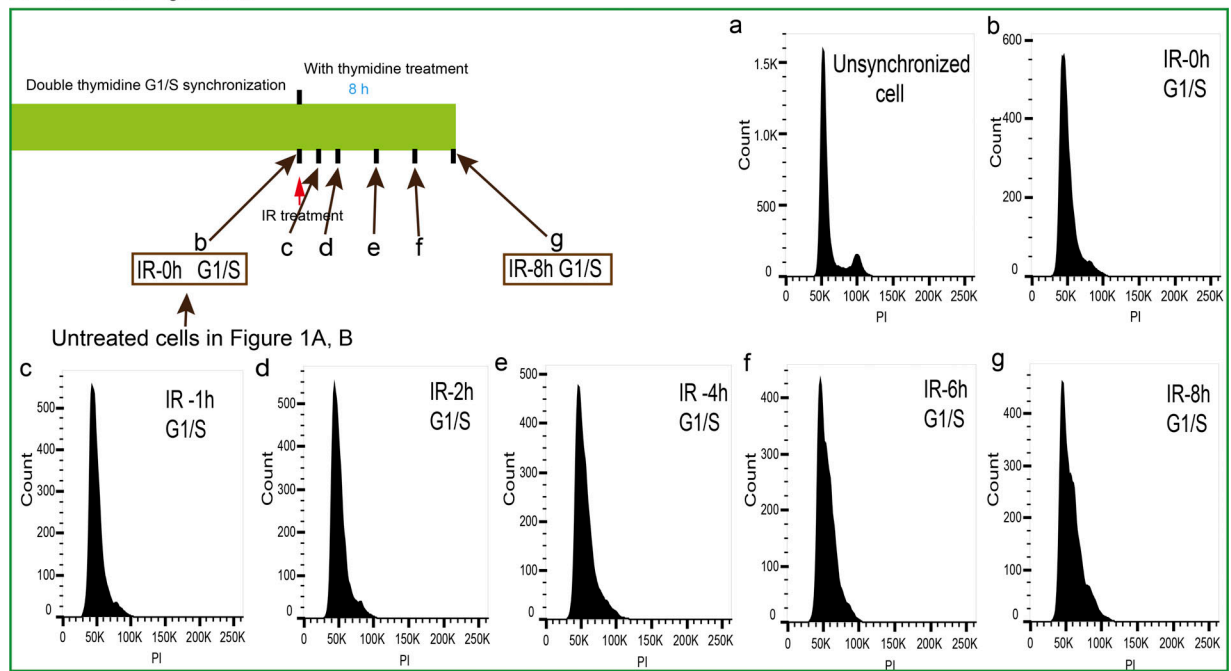 Double thymidine G1/S synchronization
With thymidine treatment
8 h
IR treatment
b
c
d
e
f
g
IR-0h G1/S
IR-8h G1/S
Untreated cells in Figure 1A, B
a
Unsynchronized
cell
Count
1.5K
1.0K
500
0
0 50K 100K 150K 200K 250K
PI
b
IR-0h
G1/S
Count
600
400
200
0
0 50K 100K 150K 200K 250K
PI
c
IR -1h
G1/S
Count
500
400
300
200
100
0
0 50K 100K 150K 200K 250K
PI
d
IR-2h
G1/S
Count
500
400
300
200
100
0
0 50K 100K 150K 200K 250K
PI
e
IR -4h
G1/S
Count
500
400
300
200
100
0
0 50K 100K 150K 200K 250K
PI
f
IR-6h
G1/S
Count
400
300
200
100
0
0 50K 100K 150K 200K 250K
PI
g
IR-8h
G1/S
Count
400
300
200
100
0
0 50K 100K 150K 200K 250K
PI